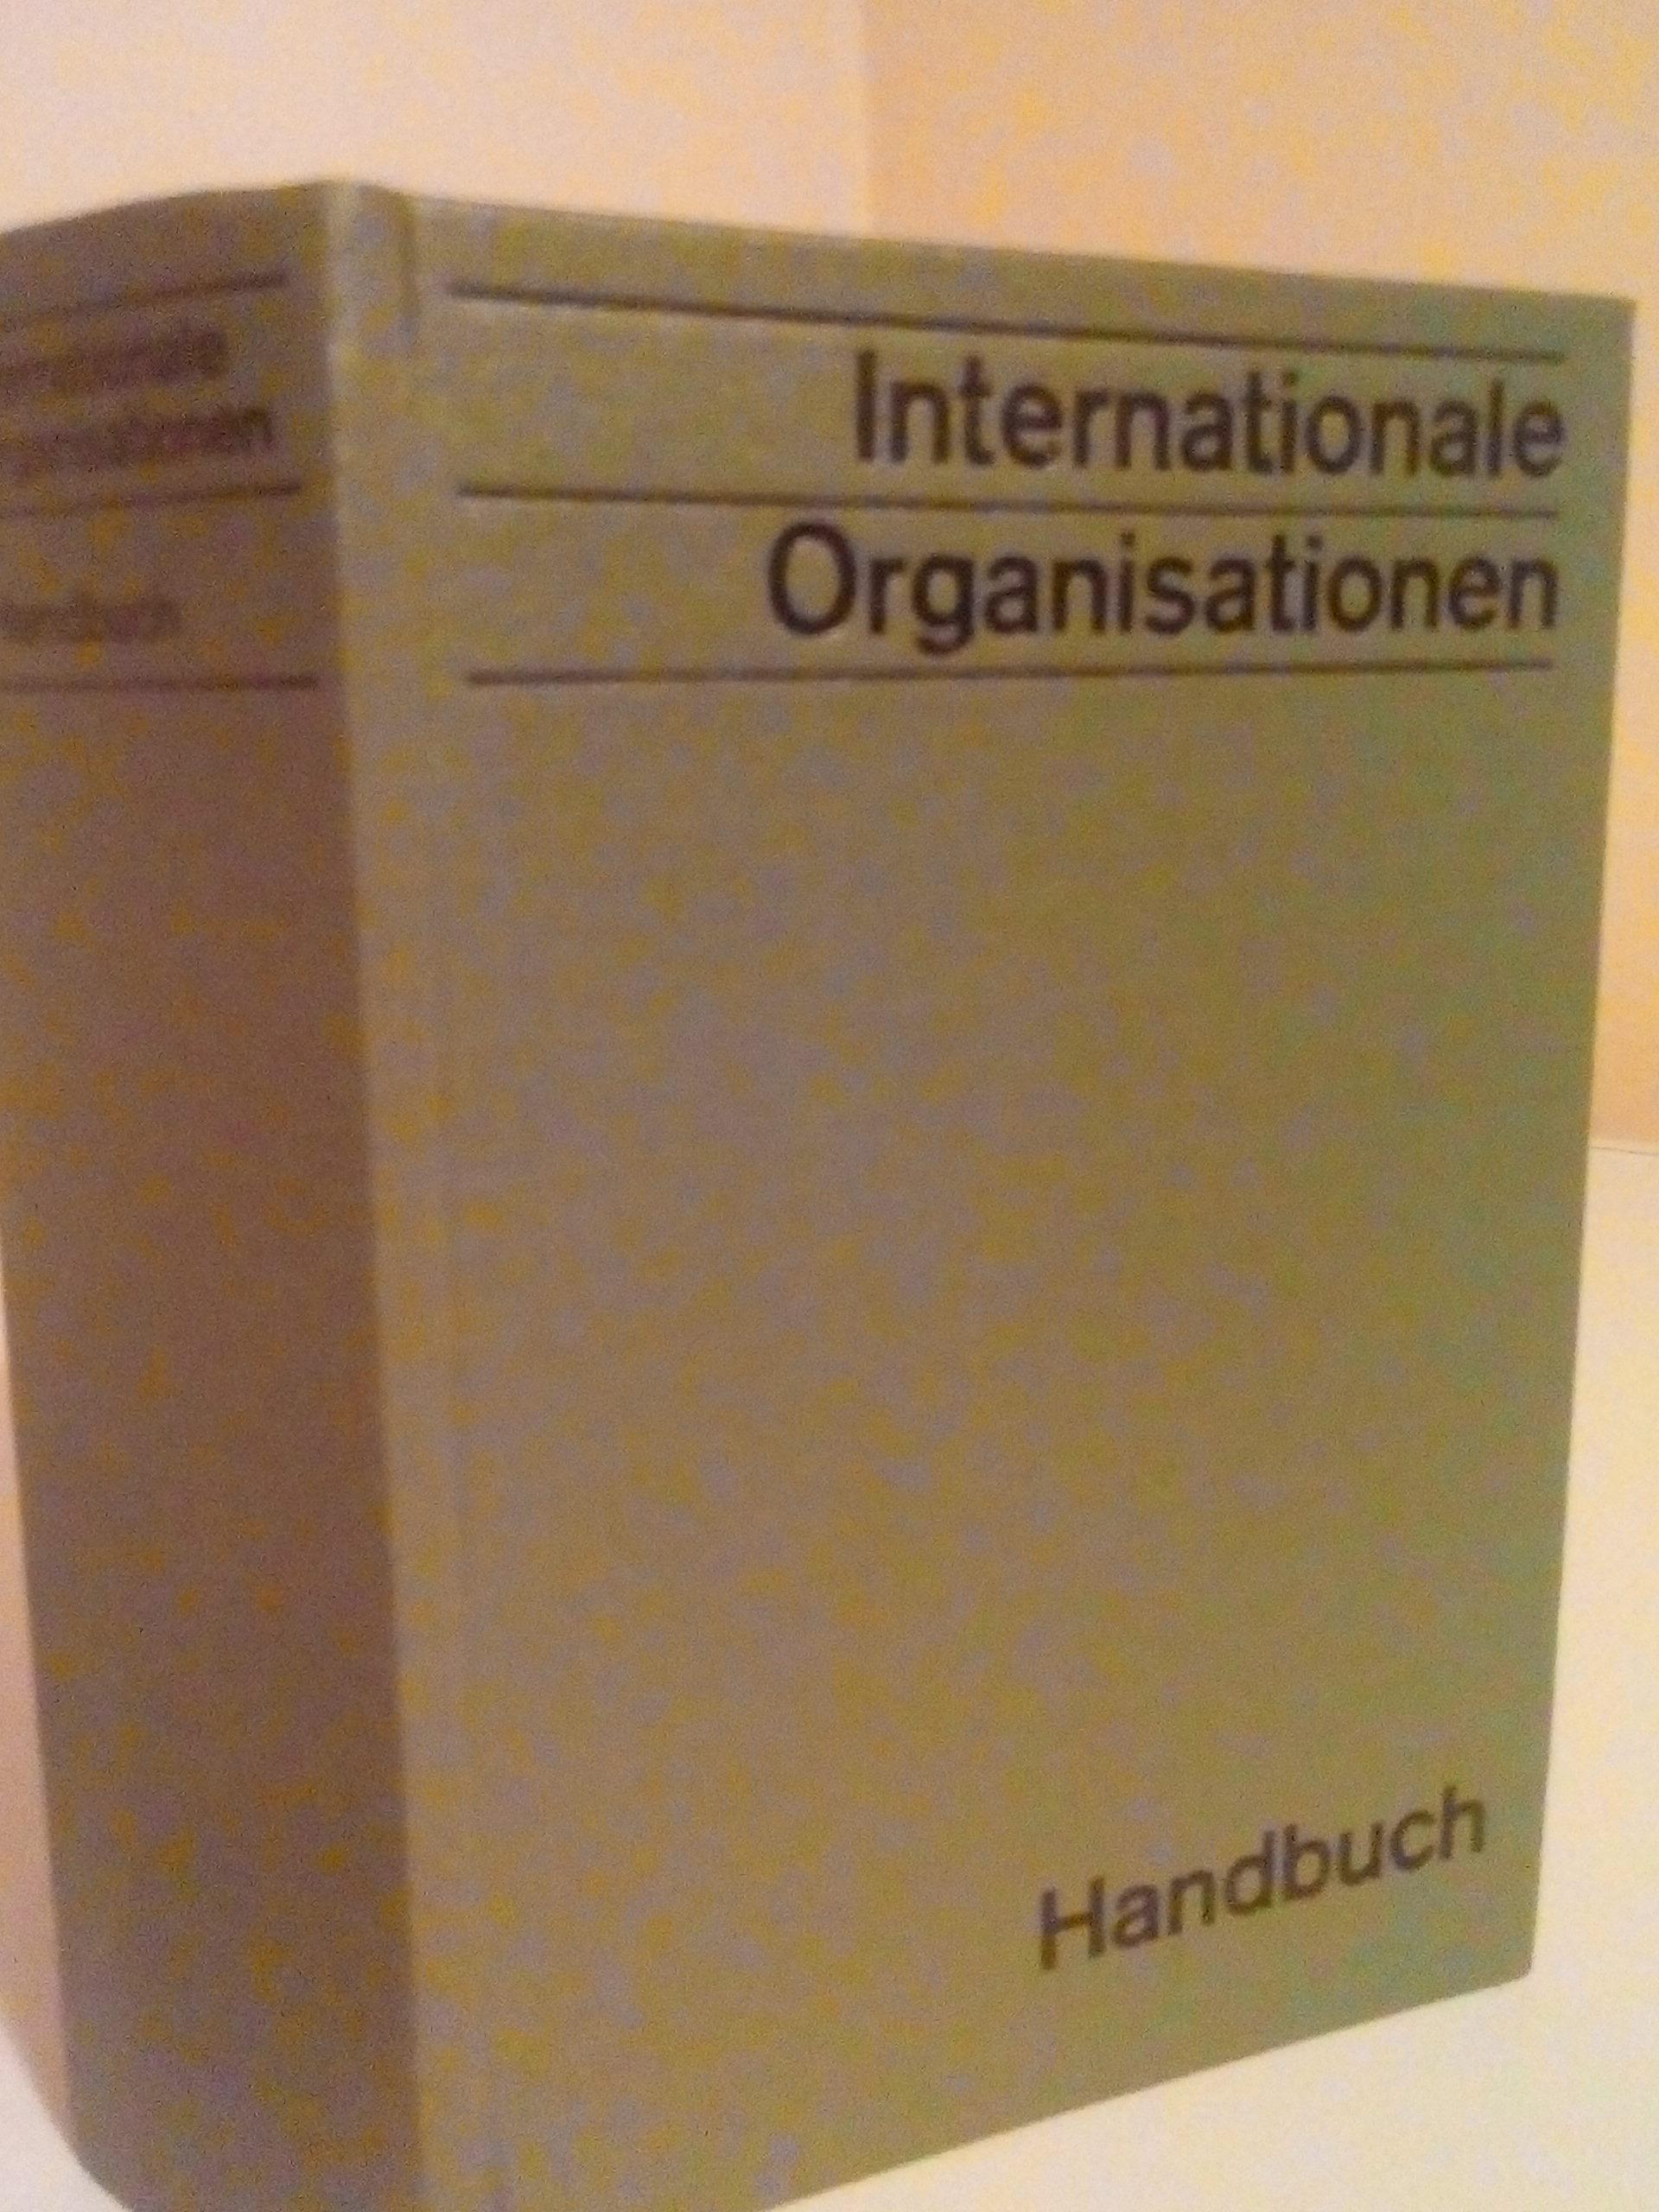 Internationale
Organisationen
Handbuch